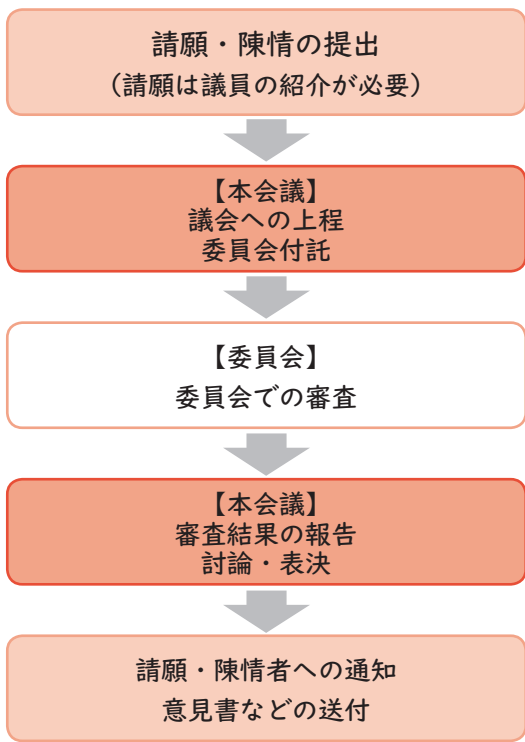 請願・陳情の提出
（請願は議員の紹介が必要）
【本会議】
議会への上程
委員会付託
【委員会】
委員会での審査
【本会議】
審査結果の報告
討論・表決
請願・陳情者への通知
意見書などの送付